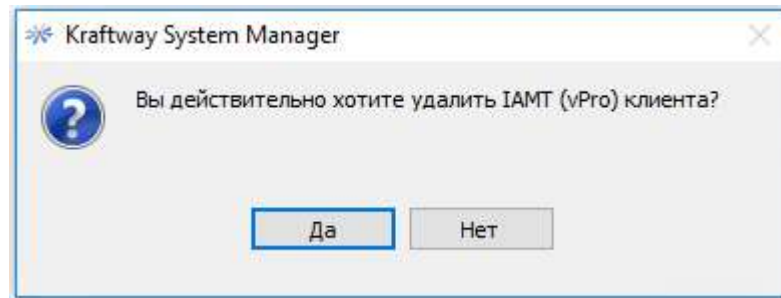 Kraftway System Manager
Вы действительно хотите удалить IAMT (vPro) клиента?
Да
Нет